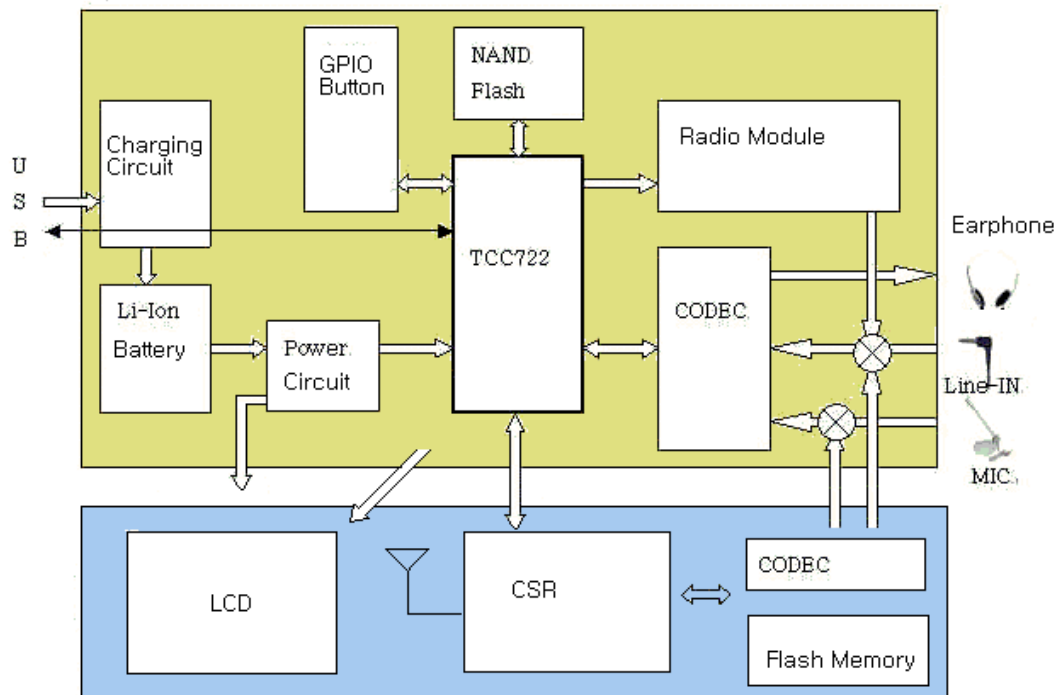 GPIO
Button
NAND
Flash
Charging
Circuit
Radio Module
U
S
B
TCC722
Earphone
CODEC
Li-Ion
Battery
Power
Circuit
Line-IN
MIC
LCD
CSR
CODEC
Flash Memory